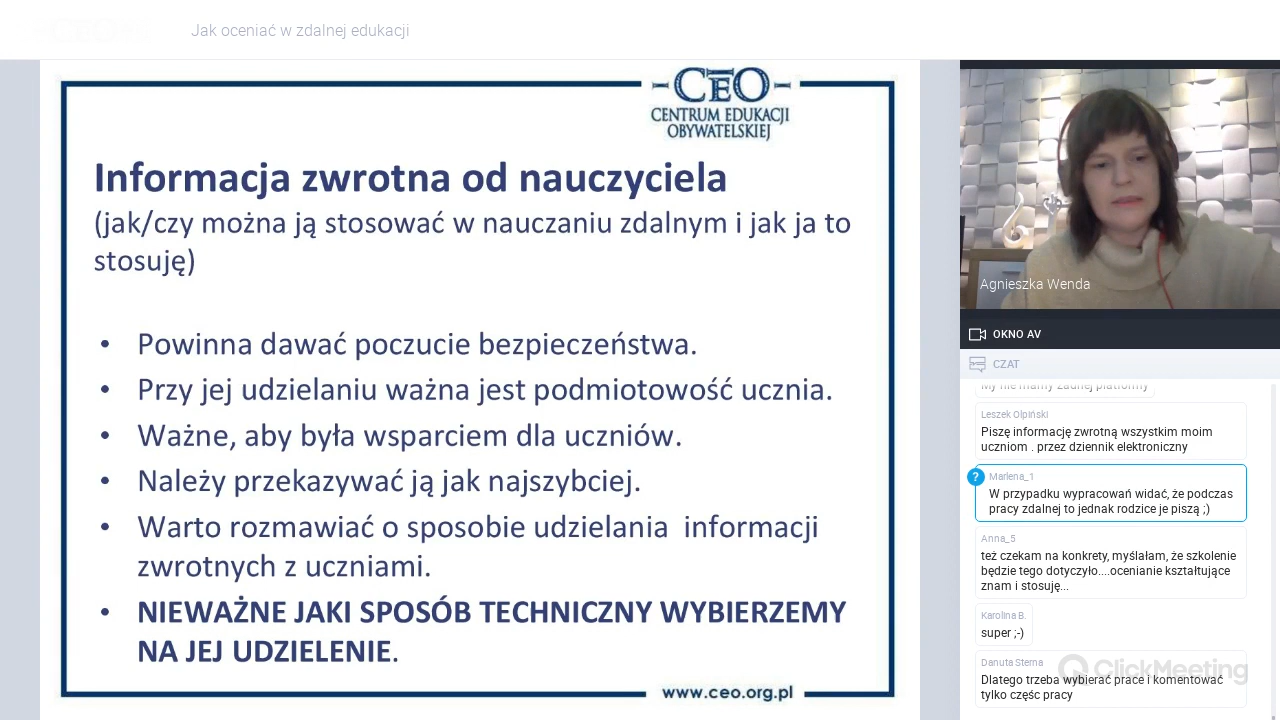 Jak oceniać w zdalnej edukacji
CEO
CENTRUM EDUKACJI
OBYWATELSKIEJ
Informacja zwrotna od nauczyciela
(jak/czy można ją stosować w nauczaniu zdalnym i jak ja to
stosuję)
• Powinna dawać poczucie bezpieczeństwa.
• Przy jej udzielaniu ważna jest podmiotowość ucznia.
• Ważne, aby była wsparciem dla uczniów.
• Należy przekazywać ją jak najszybciej.
• Warto rozmawiać o sposobie udzielania informacji
zwrotnych z uczniami.
• NIEWAŻNE JAKI SPOSÓB TECHNICZNY WYBIERZEMY
NA JEJ UDZIELENIE.
www.ceo.org.pl
Agnieszka Wenda
OKNO AV
CZAT
My nie mamy żadnej platformy
Leszek Olpiński
Piszę informację zwrotną wszystkim moim
uczniom . przez dziennik elektroniczny
?
Marlena_1
W przypadku wypracowań widać, że podczas
pracy zdalnej to jednak rodzice je piszą ;)
Anna_5
też czekam na konkrety, myślałam, że szkolenie
będzie tego dotyczyło....ocenianie kształtujące
znam i stosuję...
Karolina B.
super ;-)
Danuta Sterna
Dlatego trzeba wybierać prace i komentować
tylko częśc pracy
ClickMeeting